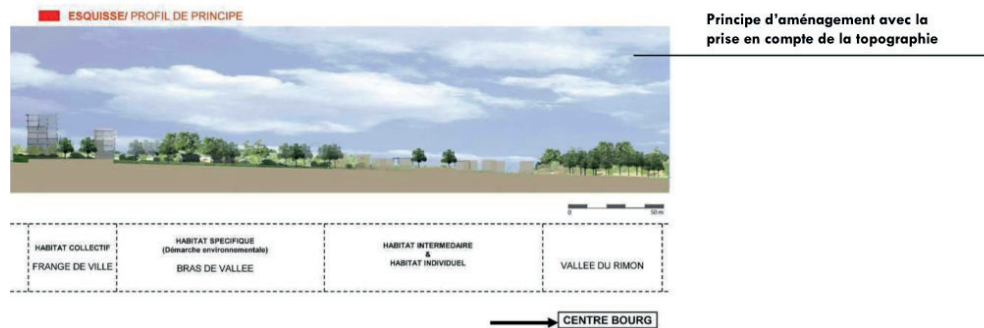 ESQUISSE/ PROFIL DE PRINCIPE
Principe d'aménagement avec la
prise en compte de la topographie
0 50 m
HABITAT COLLECTIF
FRANGE DE VILLE
HABITAT SPECIFIQUE
(Démarche environnementale)
BRAS DE VALLEE
HABITAT INTERMEDAIRE
&
HABITAT INDIVIDUEL
VALLEE DU RIMON
CENTRE BOURG